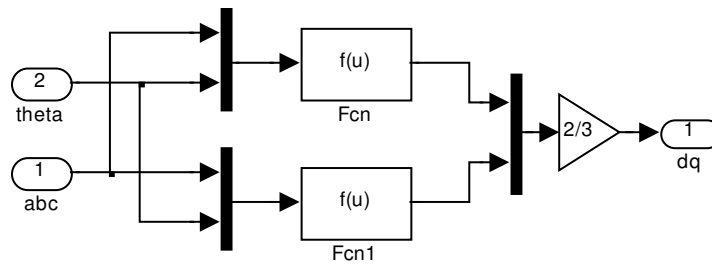 f(u)
Fcn
2
theta
2/3
1
dq
1
abc
f(u)
Fcn1